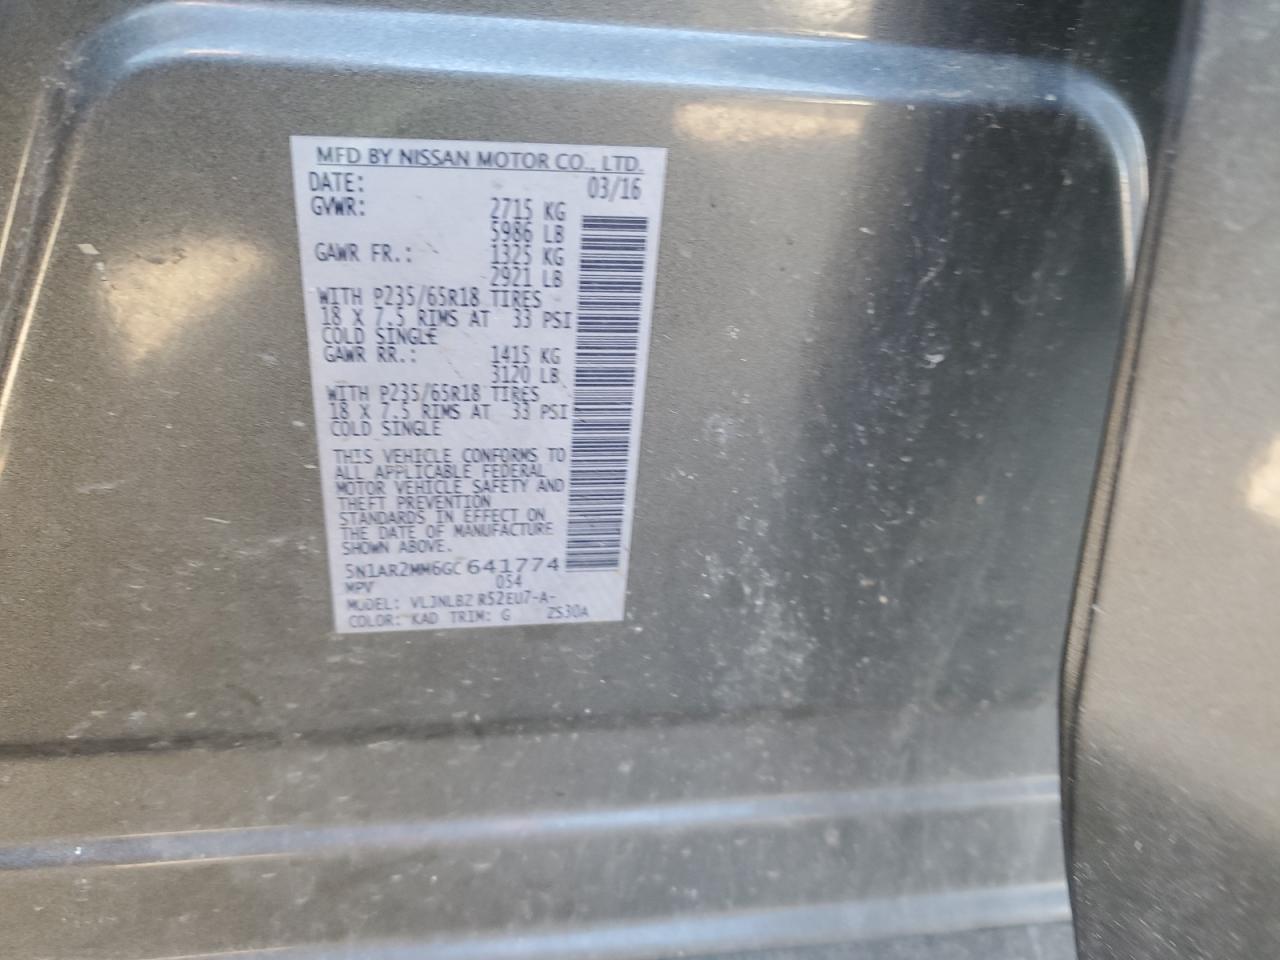 MFD BY NISSAN MOTOR CO., LTD.
DATE: 03/16
GVWR: 2715 KG
5986 LB
GAWR FR.: 1325 KG
2921 LB
WITH P235/65R18 TIRES
18 X 7.5 RIMS AT 33 PSI
COLD SINGLE
GAWR RR.: 1415 KG
3120 LB
WITH P235/65R18 TIRES
18 X 7.5 RIMS AT 33 PSI
COLD SINGLE
THIS VEHICLE CONFORMS TO
ALL APPLICABLE FEDERAL
MOTOR VEHICLE SAFETY AND
THEFT PREVENTION
STANDARDS IN EFFECT ON
THE DATE OF MANUFACTURE
SHOWN ABOVE.
5N1AR2MM6GC641774
MPV 054
MODEL: VLJNLBZ R52EU7-A-
COLOR: KAD TRIM: G ZS30A